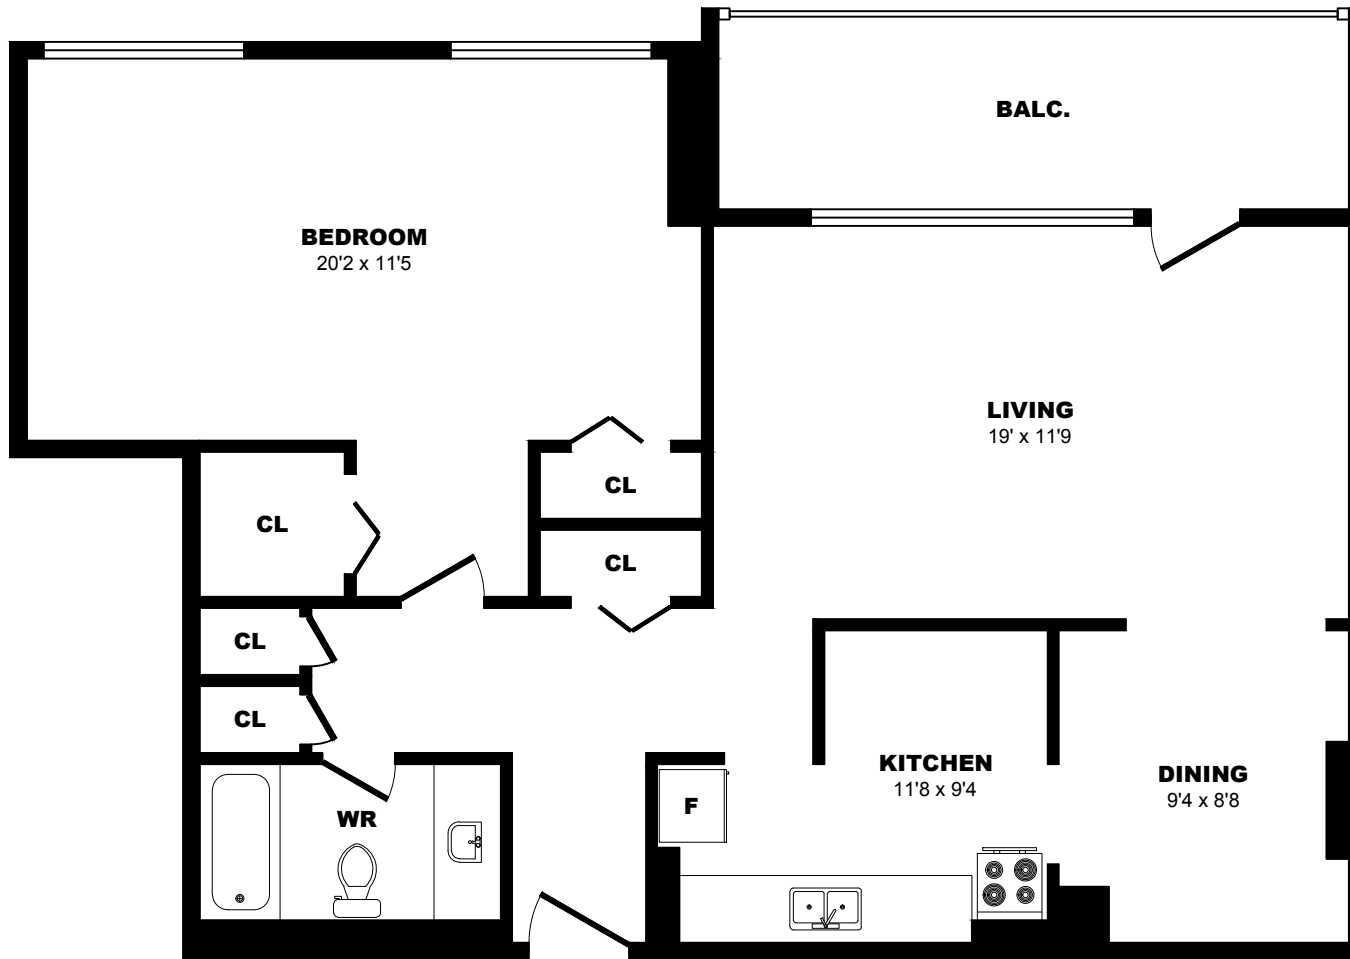 BALC.
BEDROOM
20'2 x 11'5
LIVING
19' x 11'9
CL
CL
CL
CL
CL
KITCHEN
11'8 x 9'4
DINING
9'4 x 8'8
F
WR